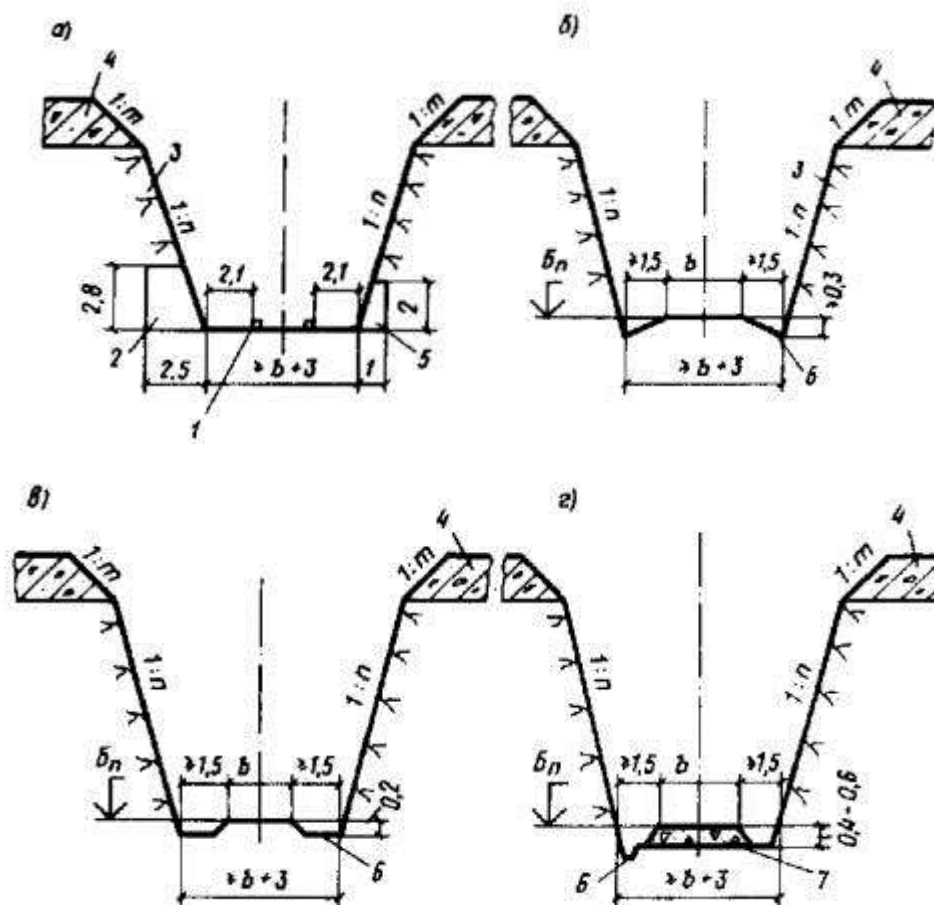 а) б)
4 4
1:m 1:m 1:m
3 3
1:n 1:n 1:n 1:n
2,1 2,1 ≥1,5 b ≥1,5
2,8 2 Бп ≥0,3
2 5 6
2,5 ≥b+3 1 ≥b+3
1
в) г)
4 4
1:m 1:m 1:m
1:n 1:n 1:n 1:n
Бп ≥1,5 b ≥1,5 0,2 Бп ≥1,5 b ≥1,5 0,4-0,6
6 6 7
≥b+3 ≥b+3